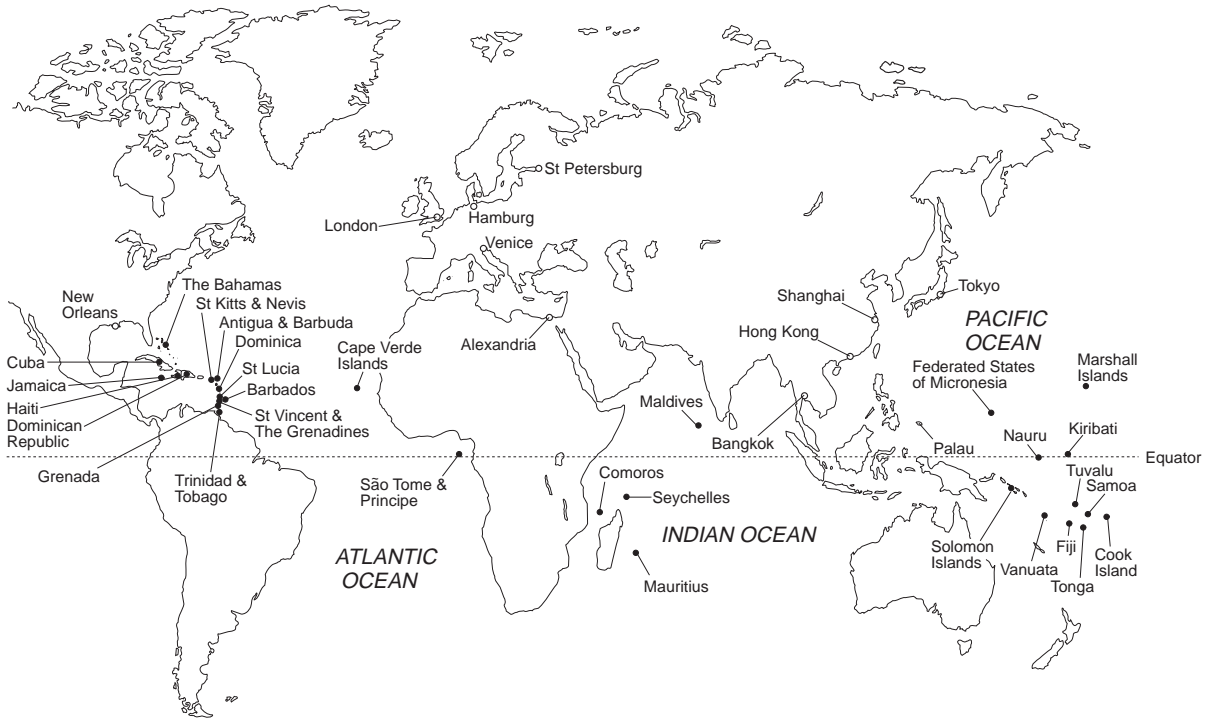 St Petersburg
London
Hamburg
Venice
The Bahamas
St Kitts & Nevis
New
Orleans
Antigua & Barbuda
Dominica
Cuba
St Lucia
Jamaica
Barbados
Haiti
Dominican
Republic
St Vincent &
The Grenadines
Grenada
Trinidad &
Tobago
Cape Verde
Islands
Alexandria
São Tome &
Principe
ATLANTIC
OCEAN
Shanghai
Tokyo
Hong Kong
PACIFIC
OCEAN
Federated States
of Micronesia
Marshall
Islands
Maldives
Bangkok
Palau
Nauru
Kiribati
Equator
Comoros
Seychelles
Tuvalu
Samoa
INDIAN OCEAN
Mauritius
Solomon
Islands
Vanuata
Fiji
Tonga
Cook
Island